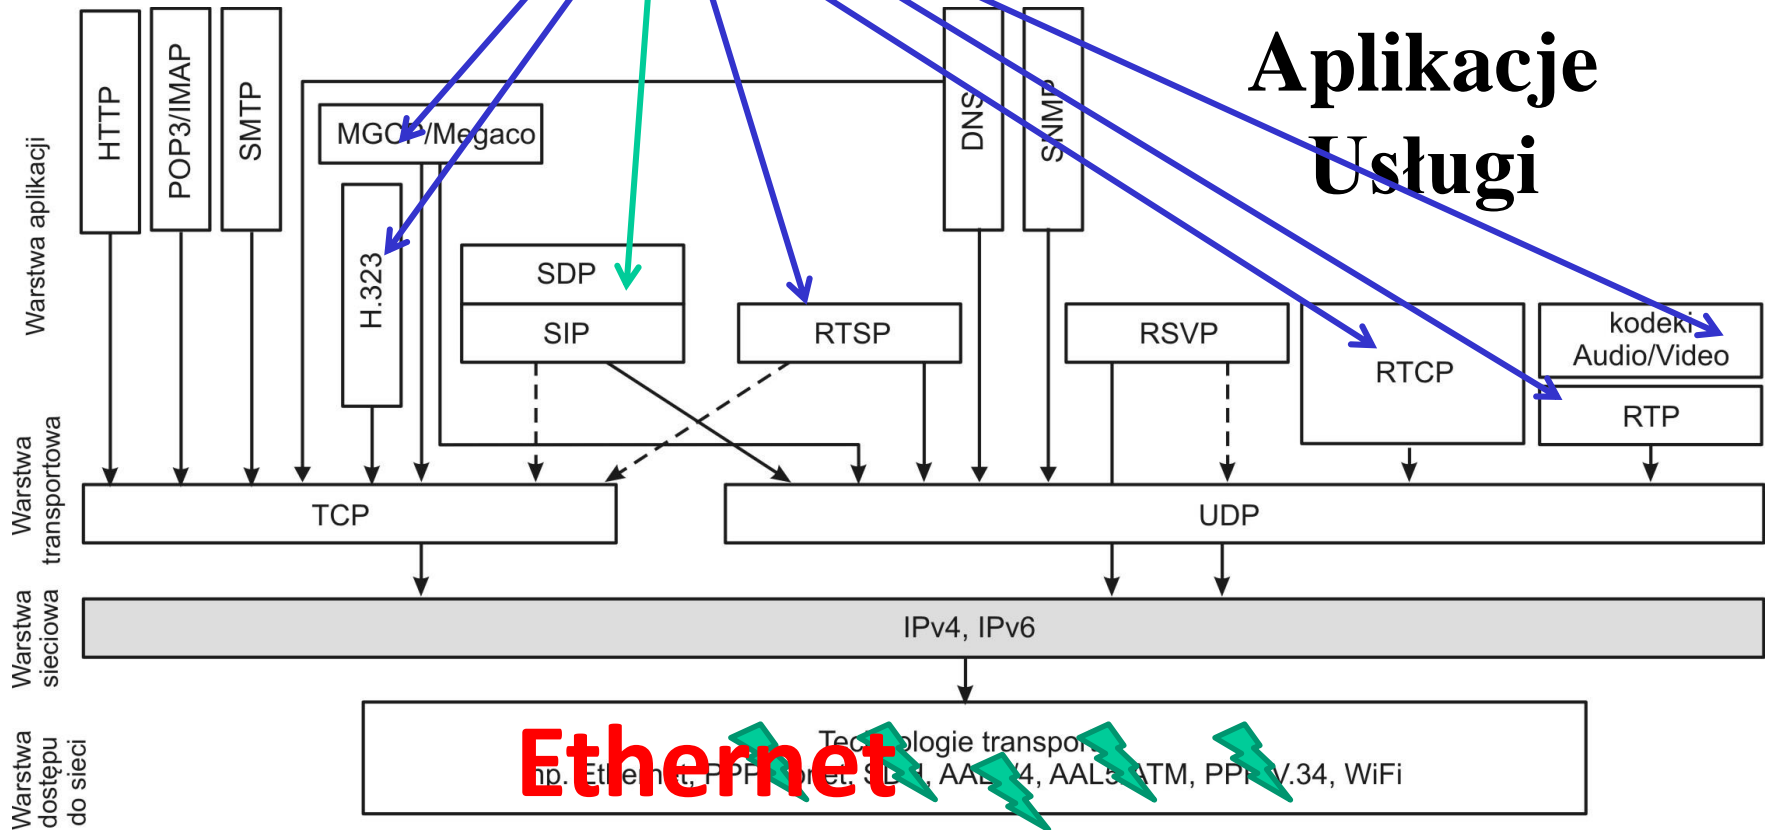 Aplikacje
Usługi
Warstwa aplikacji
HTTP
POP3/IMAP
SMTP
MGCP/Megaco
H.323
SDP
SIP
RTSP
DNS
SNMP
RSVP
RTCP
kodeki
Audio/Video
RTP
Warstwa
transportowa
TCP
UDP
Warstwa
sieciowa
IPv4, IPv6
Warstwa
dostępu
do sieci
Ethernet
Technologie
np. Ethernet, PPP, AAL5 ATM, V.34, WiFi